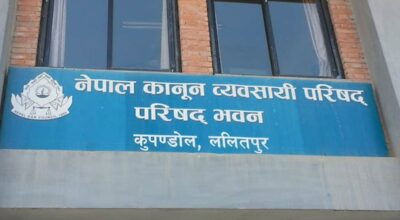 नेपाल कानून व्यवसायी परिषद्
परिषद् भवन
कुपण्डोल, ललितपुर